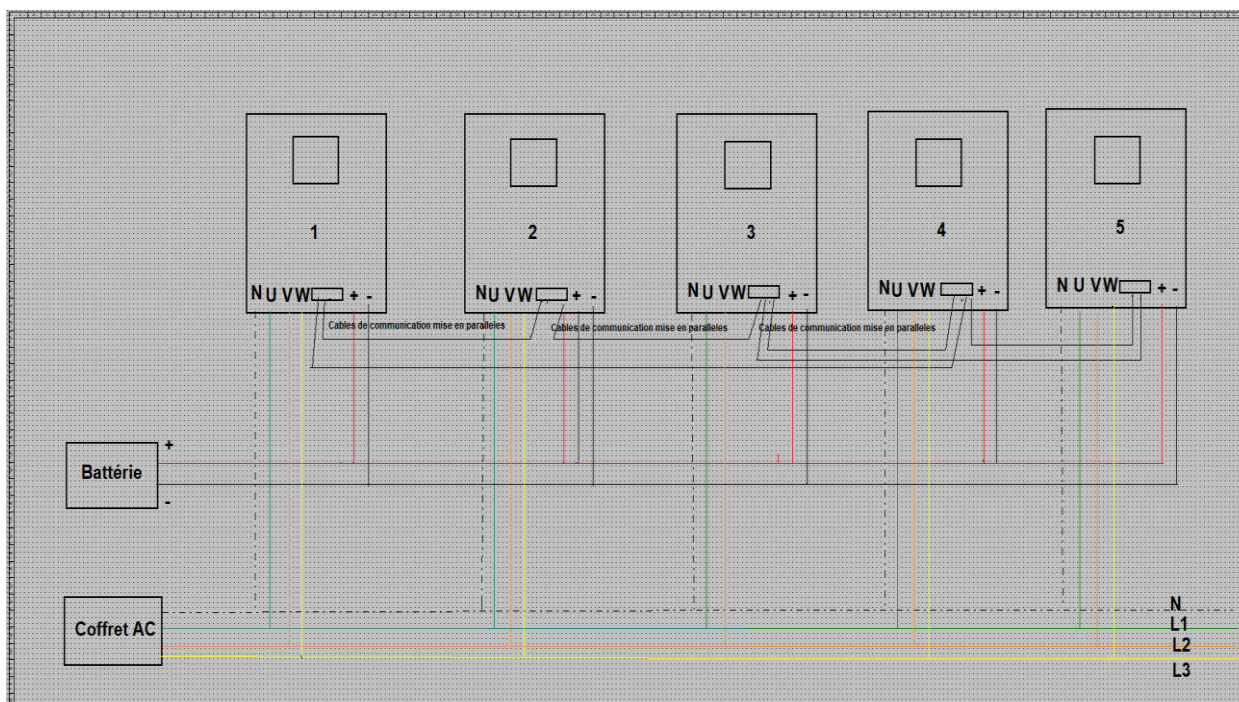 1
2
3
4
5
N U V W + -
N U V W + -
N U V W + -
N U V W + -
N U V W + -
Cables de communication mise en paralleles
Cables de communication mise en paralleles
Cables de communication mise en paralleles
+
Battérie
-
Coffret AC
N
L1
L2
L3